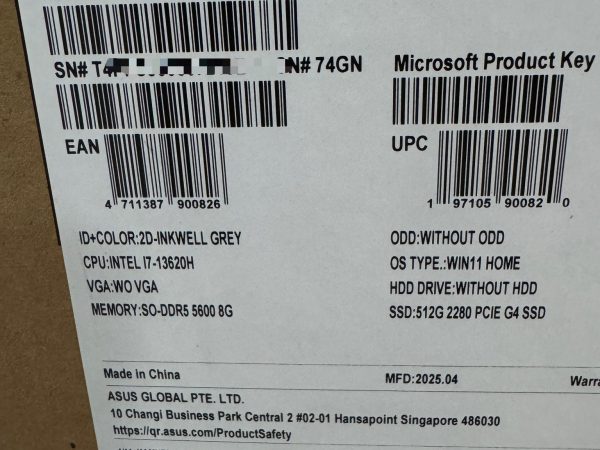 SN# T4 N# 74GN
Microsoft Product Key
EAN
4 711387 900826
UPC
1 97105 90082 0
ID+COLOR:2D-INKWELL GREY
CPU:INTEL I7-13620H
VGA:WO VGA
MEMORY:SO-DDR5 5600 8G
ODD:WITHOUT ODD
OS TYPE.:WIN11 HOME
HDD DRIVE:WITHOUT HDD
SSD:512G 2280 PCIE G4 SSD
Made in China
MFD:2025.04
ASUS GLOBAL PTE. LTD.
10 Changi Business Park Central 2 #02-01 Hansapoint Singapore 486030
https://qr.asus.com/ProductSafety